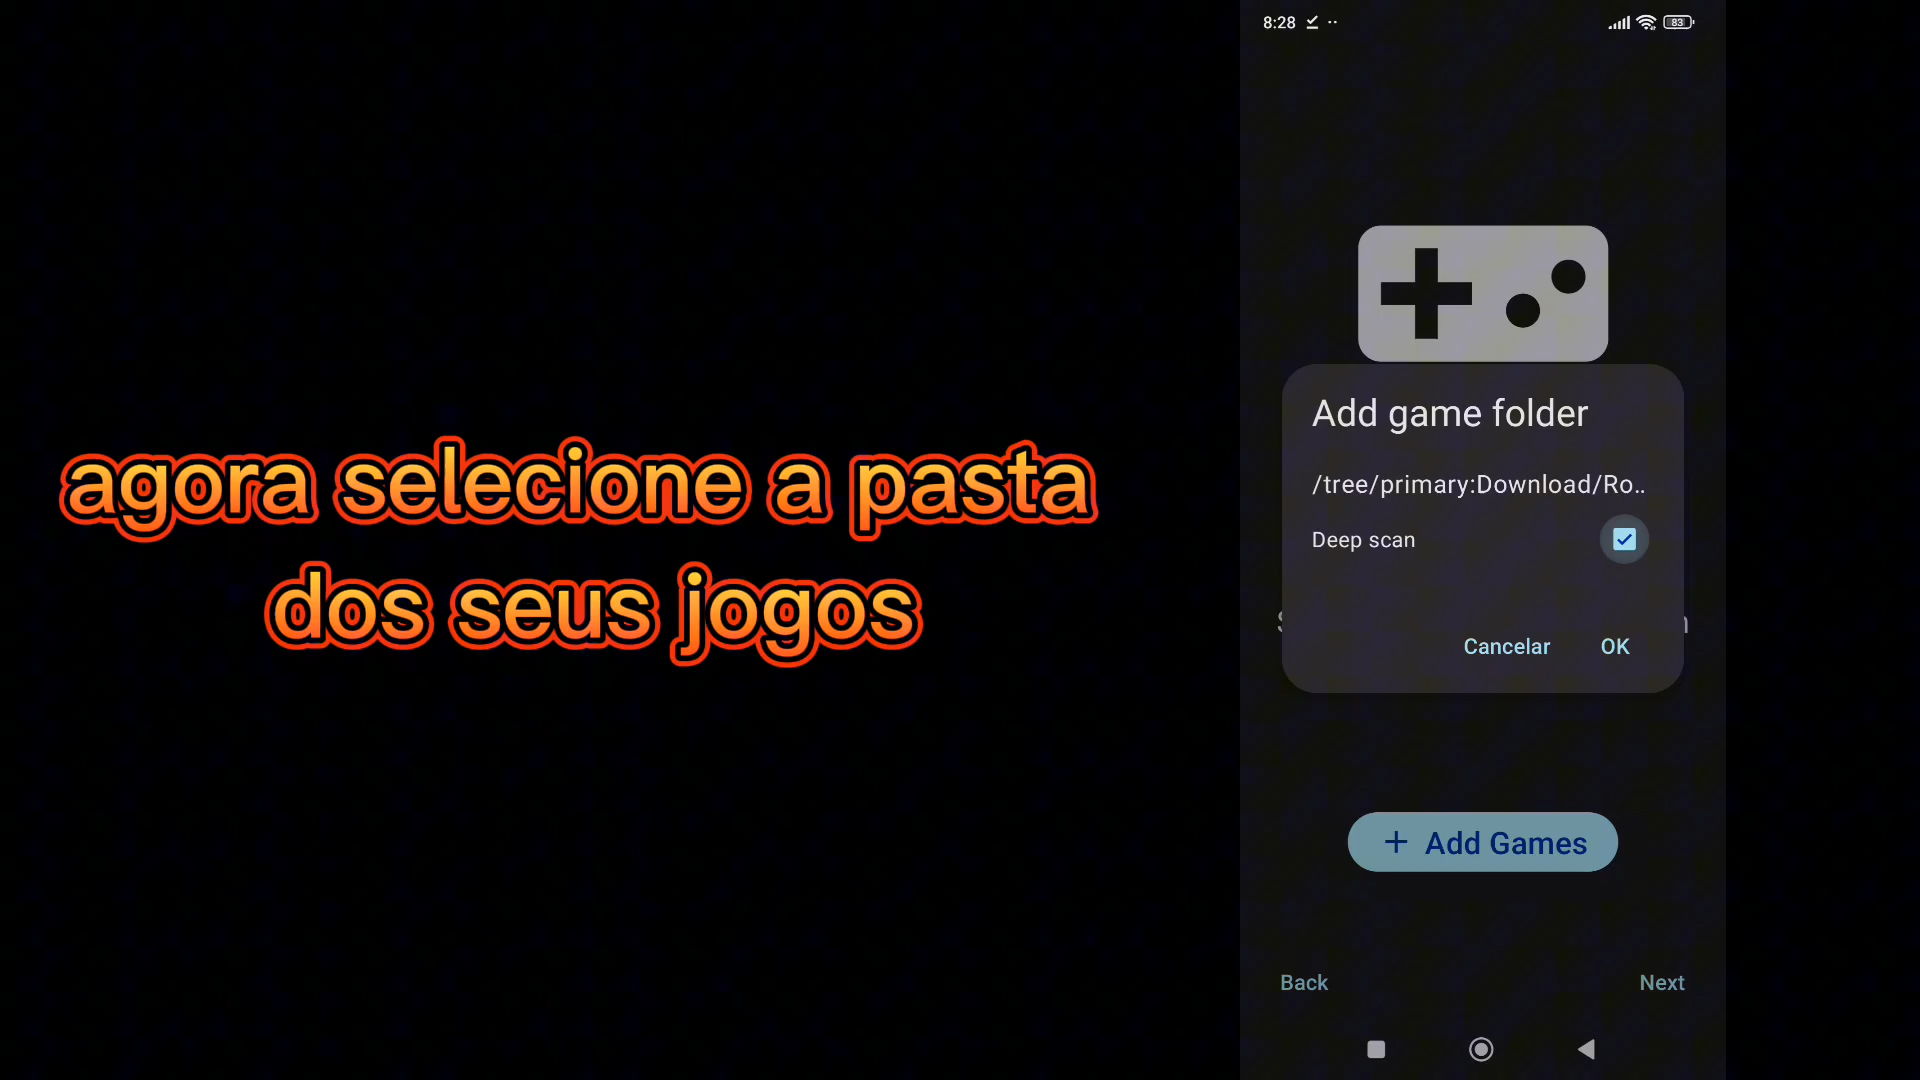 8:28
83
agora selecione a pasta
dos seus jogos
Add game folder
/tree/primary:Download/Ro..
Deep scan
Cancelar OK
+ Add Games
Back Next